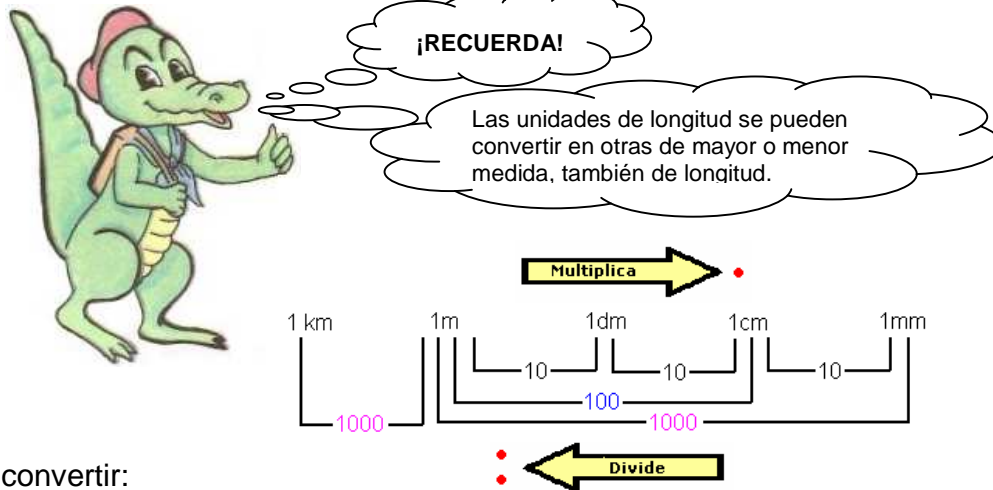 ¡RECUERDA!
Las unidades de longitud se pueden
convertir en otras de mayor o menor
medida, también de longitud.
Multiplica
1 km 1m 1dm 1cm 1mm
10 10 10
100
1000 1000
Divide
convertir: